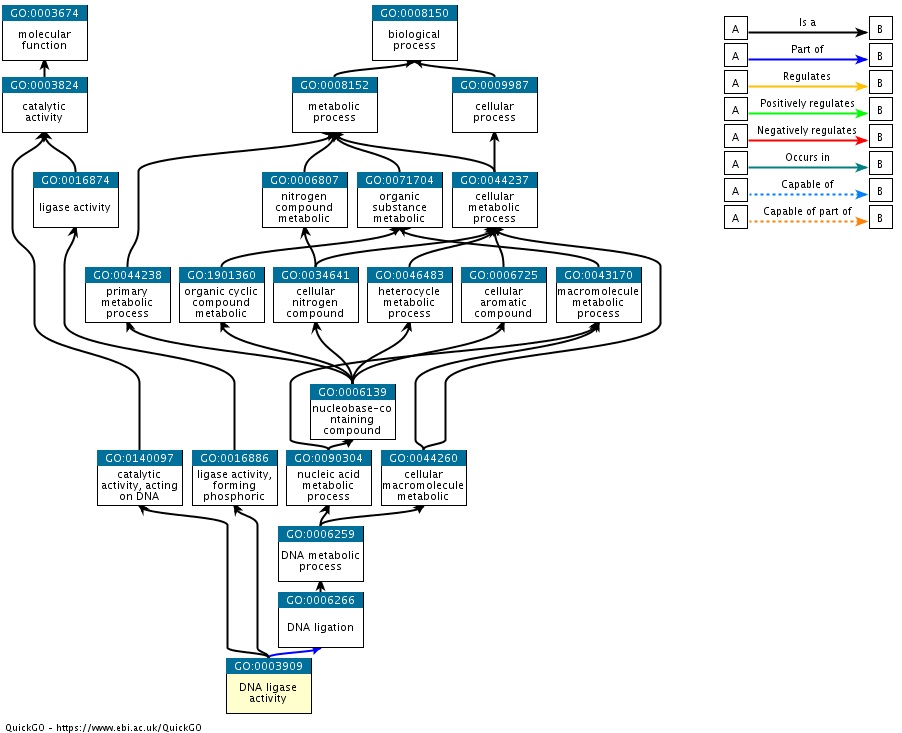 GO:0003674
molecular
function
GO:0008150
biological
process
GO:0003824
catalytic
activity
GO:0008152
metabolic
process
GO:0009987
cellular
process
GO:0016874
ligase activity
GO:0006807
nitrogen
compound
metabolic
GO:0071704
organic
substance
metabolic
GO:0044237
cellular
metabolic
process
GO:0044238
primary
metabolic
process
GO:1901360
organic cyclic
compound
metabolic
GO:0034641
cellular
nitrogen
compound
GO:0046483
heterocycle
metabolic
process
GO:0006725
cellular
aromatic
compound
GO:0043170
macromolecule
metabolic
process
GO:0006139
nucleobase-co
ntaining
compound
GO:0140097
catalytic
activity, acting
on DNA
GO:0016886
ligase activity,
forming
phosphoric
GO:0090304
nucleic acid
metabolic
process
GO:0044260
cellular
macromolecule
metabolic
GO:0006259
DNA metabolic
process
GO:0006266
DNA ligation
GO:0003909
DNA ligase
activity
A Is a B
A Part of B
A Regulates B
A Positively regulates B
A Negatively regulates B
A Occurs in B
A Capable of B
A Capable of part of B
QuickGO - https://www.ebi.ac.uk/QuickGO